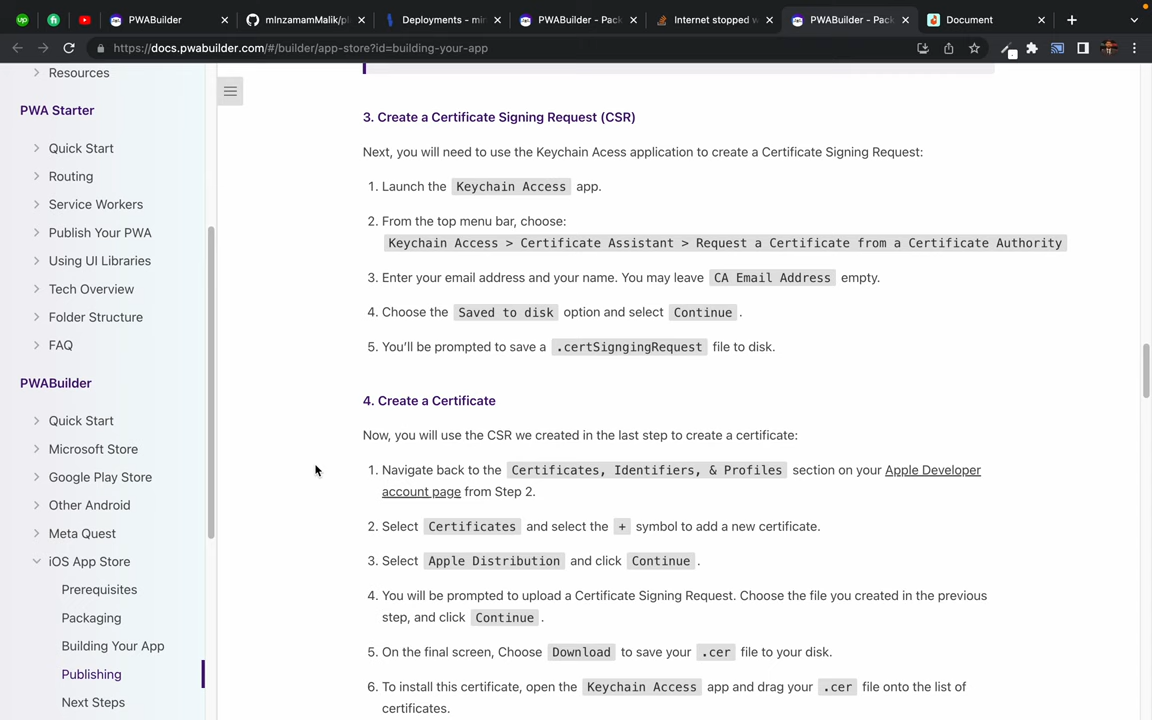 PWABuilder
mInzamamMalik/pl
Deployments - min
PWABuilder - Pack
Internet stopped w
PWABuilder - Pack
Document
https://docs.pwabuilder.com/#/builder/app-store?id=building-your-app
Resources
PWA Starter
Quick Start
Routing
Service Workers
Publish Your PWA
Using UI Libraries
Tech Overview
Folder Structure
FAQ
PWABuilder
Quick Start
Microsoft Store
Google Play Store
Other Android
Meta Quest
iOS App Store
Prerequisites
Packaging
Building Your App
Publishing
Next Steps
3. Create a Certificate Signing Request (CSR)
Next, you will need to use the Keychain Acess application to create a Certificate Signing Request:
1. Launch the Keychain Access app.
2. From the top menu bar, choose:
Keychain Access > Certificate Assistant > Request a Certificate from a Certificate Authority
3. Enter your email address and your name. You may leave CA Email Address empty.
4. Choose the Saved to disk option and select Continue.
5. You'll be prompted to save a .certSigngingRequest file to disk.
4. Create a Certificate
Now, you will use the CSR we created in the last step to create a certificate:
1. Navigate back to the Certificates, Identifiers, & Profiles section on your Apple Developer
account page from Step 2.
2. Select Certificates and select the + symbol to add a new certificate.
3. Select Apple Distribution and click Continue.
4. You will be prompted to upload a Certificate Signing Request. Choose the file you created in the previous
step, and click Continue.
5. On the final screen, Choose Download to save your .cer file to your disk.
6. To install this certificate, open the Keychain Access app and drag your .cer file onto the list of
certificates.